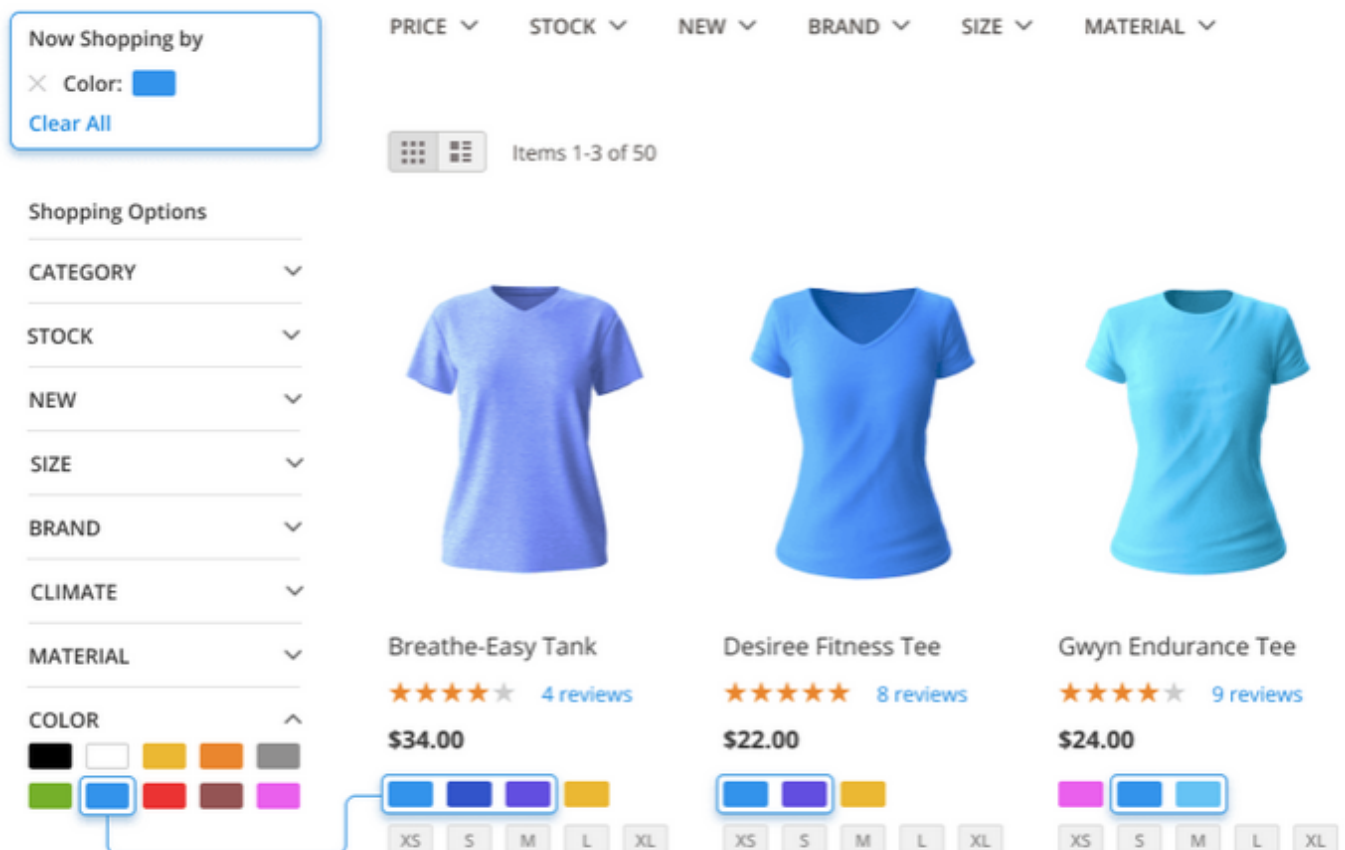 Now Shopping by
Color:
Clear All
Shopping Options
CATEGORY
STOCK
NEW
SIZE
BRAND
CLIMATE
MATERIAL
COLOR
PRICE STOCK NEW BRAND SIZE MATERIAL
Items 1-3 of 50
Breathe-Easy Tank
4 reviews
$34.00
XS S M L XL
Desiree Fitness Tee
8 reviews
$22.00
XS S M L XL
Gwyn Endurance Tee
9 reviews
$24.00
XS S M L XL